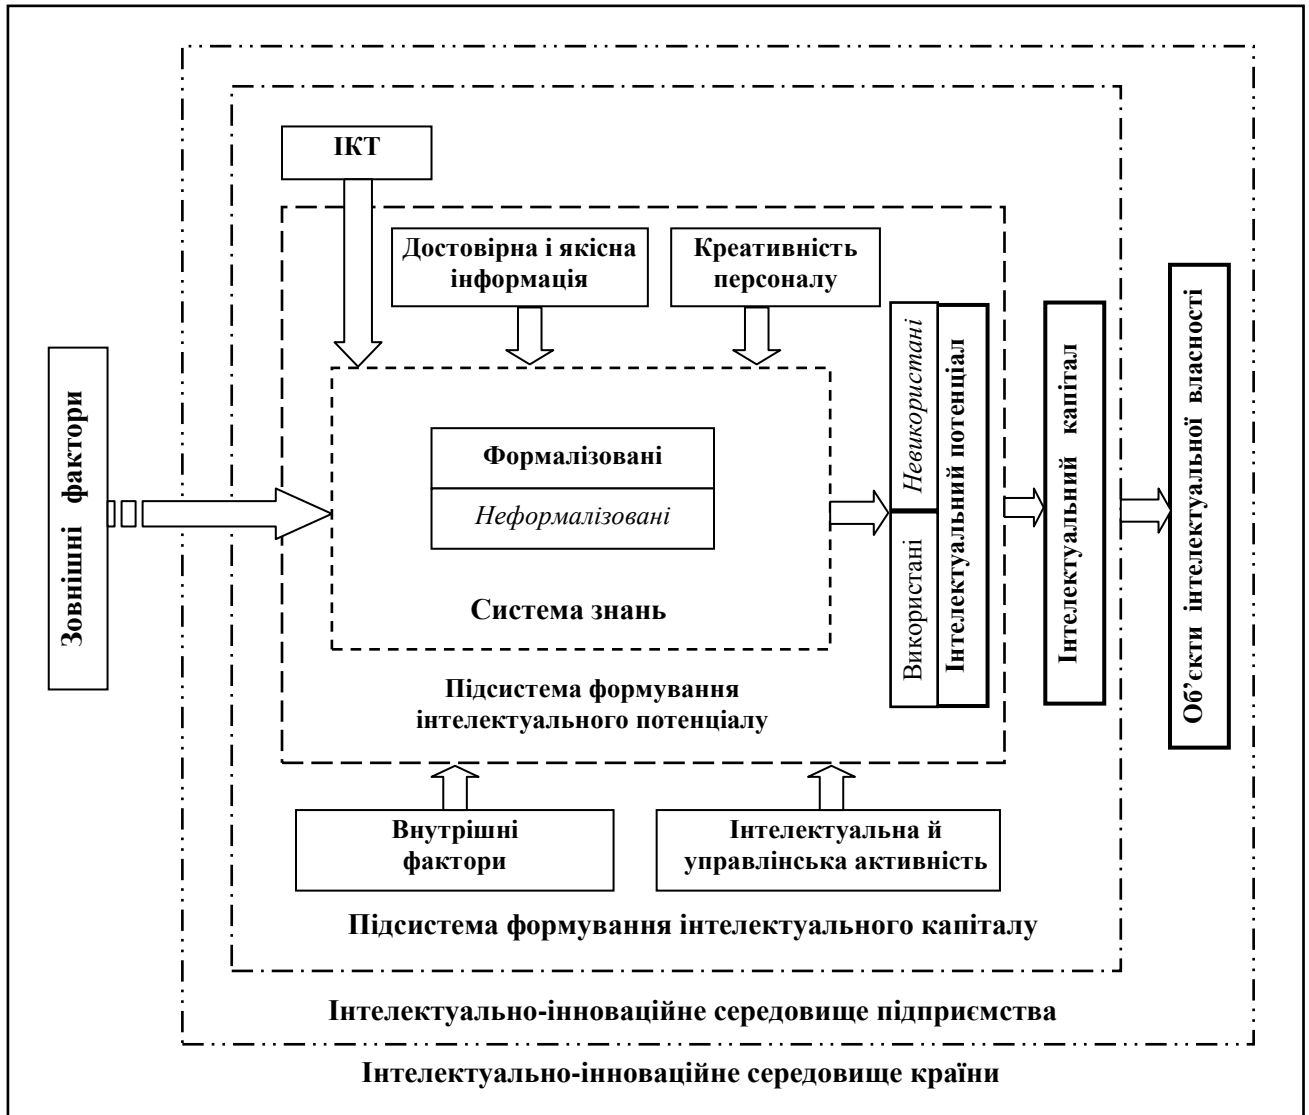 ІКТ
Достовірна і якісна
інформація
Креативність
персоналу
Зовнішні фактори
Формалізовані
Неформалізовані
Система знань
Невикористані
Використані
Інтелектуальний потенціал
Інтелектуальний капітал
Об’єкти інтелектуальної власності
Підсистема формування
інтелектуального потенціалу
Внутрішні
фактори
Інтелектуальна й
управлінська активність
Підсистема формування інтелектуального капіталу
Інтелектуально-інноваційне середовище підприємства
Інтелектуально-інноваційне середовище країни